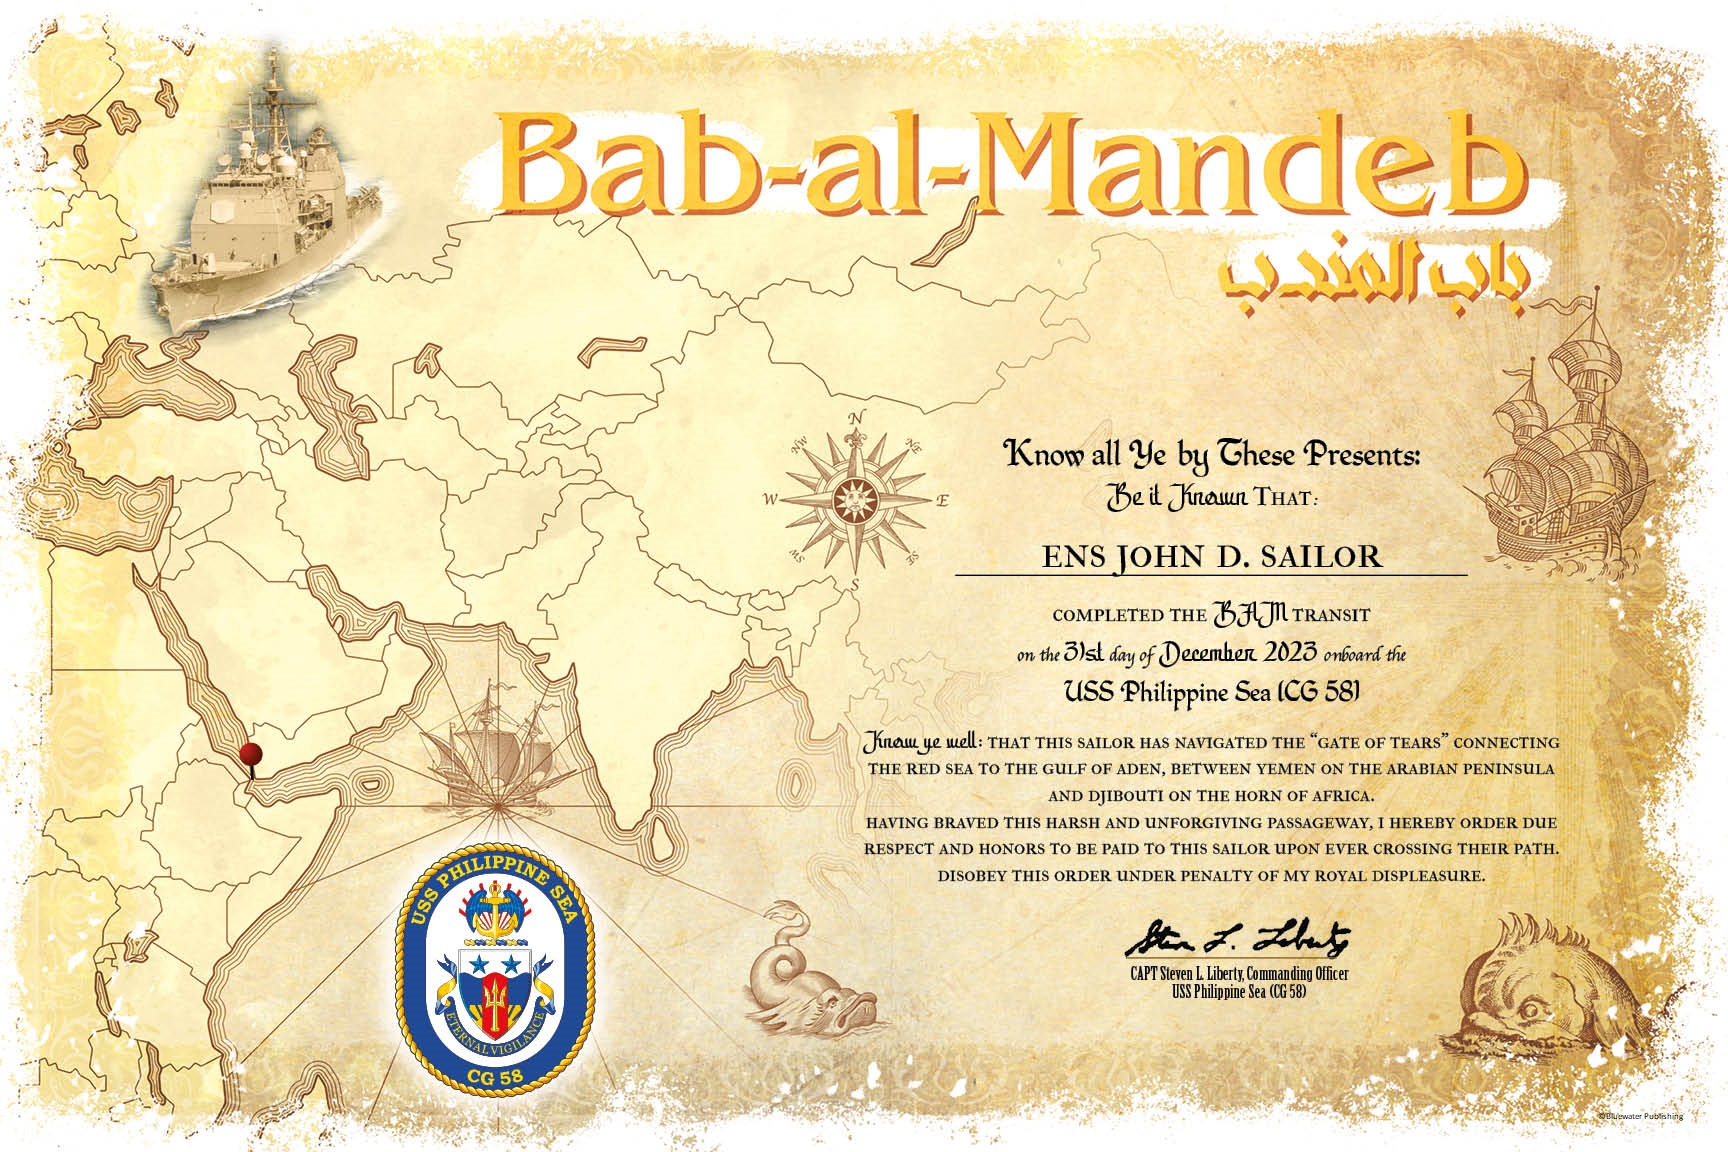 Bab-al-Mandeb
باب المندب
N
NW
NE
W
E
SW
SE
S
Know all Ye by These Presents:
Be it Known THAT:
ENS JOHN D. SAILOR
COMPLETED THE BAM TRANSIT
on the 31st day of December 2023 onboard the
USS Philippine Sea (CG 58)
Know ye well: THAT THIS SAILOR HAS NAVIGATED THE “GATE OF TEARS” CONNECTING
THE RED SEA TO THE GULF OF ADEN, BETWEEN YEMEN ON THE ARABIAN PENINSULA
AND DJIBOUTI ON THE HORN OF AFRICA.
HAVING BRAVED THIS HARSH AND UNFORGIVING PASSAGEWAY, I HEREBY ORDER DUE
RESPECT AND HONORS TO BE PAID TO THIS SAILOR UPON EVER CROSSING THEIR PATH.
DISOBEY THIS ORDER UNDER PENALTY OF MY ROYAL DISPLEASURE.
Steven L. Liberty
CAPT Steven L. Liberty, Commanding Officer
USS Philippine Sea (CG 58)
USS PHILIPPINE SEA
ETERNAL VIGILANCE
CG 58
©Bluewater Publishing